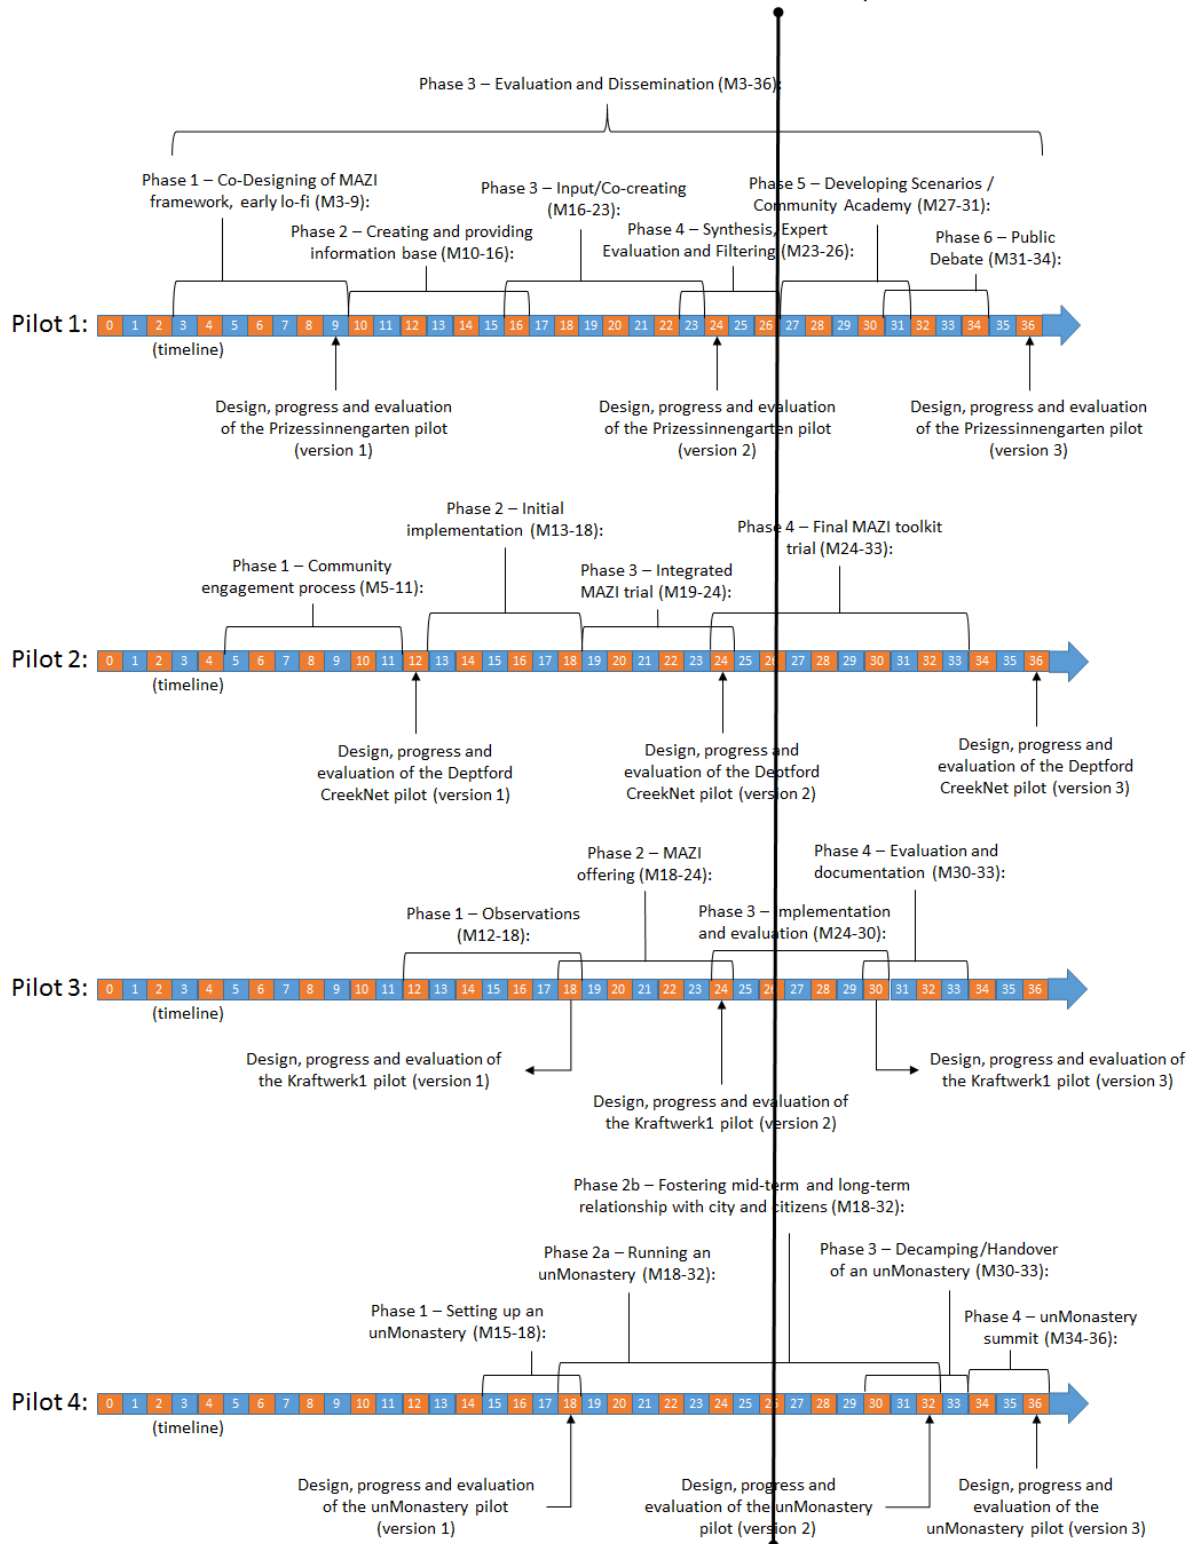 Phase 3 – Evaluation and Dissemination (M3-36):
Phase 1 – Co-Designing of MAZI
framework, early lo-fi (M3-9):
Phase 2 – Creating and providing
information base (M10-16):
Phase 3 – Input/Co-creating
(M16-23):
Phase 4 – Synthesis, Expert
Evaluation and Filtering (M23-26):
Phase 5 – Developing Scenarios /
Community Academy (M27-31):
Phase 6 – Public
Debate (M31-34):
Pilot 1: 0 1 2 3 4 5 6 7 8 9 10 11 12 13 14 15 16 17 18 19 20 21 22 23 24 25 26 27 28 29 30 31 32 33 34 35 36
(timeline)
Design, progress and evaluation
of the Prizessinnengarten pilot
(version 1)
Design, progress and evaluation
of the Prizessinnengarten pilot
(version 2)
Design, progress and evaluation
of the Prizessinnengarten pilot
(version 3)
Phase 1 – Community
engagement process (M5-11):
Phase 2 – Initial
implementation (M13-18):
Phase 3 – Integrated
MAZI trial (M19-24):
Phase 4 – Final MAZI toolkit
trial (M24-33):
Pilot 2: 0 1 2 3 4 5 6 7 8 9 10 11 12 13 14 15 16 17 18 19 20 21 22 23 24 25 26 27 28 29 30 31 32 33 34 35 36
(timeline)
Design, progress and
evaluation of the Deptford
CreekNet pilot (version 1)
Design, progress and
evaluation of the Deptford
CreekNet pilot (version 2)
Design, progress and
evaluation of the Deptford
CreekNet pilot (version 3)
Phase 1 – Observations
(M12-18):
Phase 2 – MAZI
offering (M18-24):
Phase 3 – Implementation
and evaluation (M24-30):
Phase 4 – Evaluation and
documentation (M30-33):
Pilot 3: 0 1 2 3 4 5 6 7 8 9 10 11 12 13 14 15 16 17 18 19 20 21 22 23 24 25 26 27 28 29 30 31 32 33 34 35 36
(timeline)
Design, progress and evaluation of
the Kraftwerk1 pilot (version 1)
Design, progress and evaluation of
the Kraftwerk1 pilot (version 2)
Design, progress and evaluation of
the Kraftwerk1 pilot (version 3)
Phase 1 – Setting up an
unMonastery (M15-18):
Phase 2a – Running an
unMonastery (M18-32):
Phase 2b – Fostering mid-term and long-term
relationship with city and citizens (M18-32):
Phase 3 – Decamping/Handover
of an unMonastery (M30-33):
Phase 4 – unMonastery
summit (M34-36):
Pilot 4: 0 1 2 3 4 5 6 7 8 9 10 11 12 13 14 15 16 17 18 19 20 21 22 23 24 25 26 27 28 29 30 31 32 33 34 35 36
(timeline)
Design, progress and evaluation
of the unMonastery pilot
(version 1)
Design, progress and
evaluation of the unMonastery
pilot (version 2)
Design, progress and
evaluation of the
unMonastery pilot (version 3)